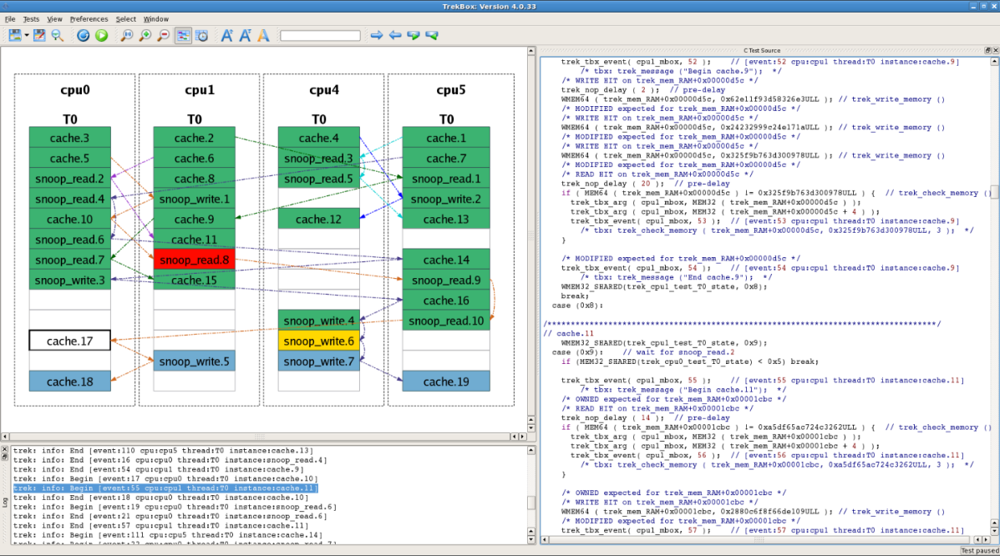 TrekBox: Version 4.0.33
File Tests View Preferences Select Window
cpu0 cpu1 cpu4 cpu5
T0 T0 T0 T0
cache.3 cache.2 cache.4 cache.1
cache.5 cache.6 snoop_read.3 cache.7
snoop_read.2 cache.8 snoop_read.5 snoop_read.1
snoop_read.4 snoop_write.1 snoop_write.2
cache.10 cache.9 cache.12 cache.13
snoop_read.6 cache.11
snoop_read.7 snoop_read.8 cache.14
snoop_write.3 cache.15 snoop_read.9
cache.16
snoop_write.4 snoop_read.10
cache.17 snoop_write.6
snoop_write.5 snoop_write.7
cache.18 cache.19
Log
trek: info: End [event:110 cpu:cpu5 thread:T0 instance:cache.13]
trek: info: End [event:16 cpu:cpu0 thread:T0 instance:snoop_read.4]
trek: info: End [event:54 cpu:cpu1 thread:T0 instance:cache.9]
trek: info: Begin [event:17 cpu:cpu0 thread:T0 instance:cache.10]
trek: info: Begin [event:55 cpu:cpu1 thread:T0 instance:cache.11]
trek: info: End [event:18 cpu:cpu0 thread:T0 instance:cache.10]
trek: info: Begin [event:19 cpu:cpu0 thread:T0 instance:snoop_read.6]
trek: info: End [event:21 cpu:cpu0 thread:T0 instance:snoop_read.6]
trek: info: End [event:57 cpu:cpu1 thread:T0 instance:cache.11]
trek: info: Begin [event:111 cpu:cpu5 thread:T0 instance:cache.14]
C Test Source
trek_tbx_event( cpu1_mbox, 52 ); // [event:52 cpu:cpu1 thread:T0 instance:cache.9]
/* tbx: trek_message ("Begin cache.9"); */
/* WRITE HIT on trek_mem_RAM+0x00000d5c */
trek_nop_delay ( 2 ); // pre-delay
WMEM64 ( trek_mem_RAM+0x00000d5c, 0x62e11f93d58326e3ULL ); // trek_write_memory ()
/* MODIFIED expected for trek_mem_RAM+0x00000d5c */
/* WRITE HIT on trek_mem_RAM+0x00000d5c */
WMEM64 ( trek_mem_RAM+0x00000d5c, 0x24232999c24e171aULL ); // trek_write_memory ()
/* MODIFIED expected for trek_mem_RAM+0x00000d5c */
/* WRITE HIT on trek_mem_RAM+0x00000d5c */
WMEM64 ( trek_mem_RAM+0x00000d5c, 0x325f9b763d300978ULL ); // trek_write_memory ()
/* MODIFIED expected for trek_mem_RAM+0x00000d5c */
/* READ HIT on trek_mem_RAM+0x00000d5c */
trek_nop_delay ( 20 ); // pre-delay
if ( MEM64 ( trek_mem_RAM+0x00000d5c ) != 0x325f9b763d300978ULL ) { // trek_check_memory ()
trek_tbx_arg ( cpu1_mbox, MEM32 ( trek_mem_RAM+0x00000d5c ) );
trek_tbx_arg ( cpu1_mbox, MEM32 ( trek_mem_RAM+0x00000d5c + 4 ) );
trek_tbx_event( cpu1_mbox, 53 ); // [event:53 cpu:cpu1 thread:T0 instance:cache.9]
/* tbx: trek_check_memory ( trek_mem_RAM+0x00000d5c, 0x325f9b763d300978ULL, 3 ); */
}
/* MODIFIED expected for trek_mem_RAM+0x00000d5c */
trek_tbx_event( cpu1_mbox, 54 ); // [event:54 cpu:cpu1 thread:T0 instance:cache.9]
/* tbx: trek_message ("End cache.9"); */
WMEM32_SHARED(trek_cpu1_test_T0_state, 0x8);
break;
case (0x8):
// cache.11
WMEM32_SHARED(trek_cpu1_test_T0_state, 0x9);
case (0x9): // wait for snoop_read.2
if (MEM32_SHARED(trek_cpu0_test_T0_state) < 0x5) break;
trek_tbx_event( cpu1_mbox, 55 ); // [event:55 cpu:cpu1 thread:T0 instance:cache.11]
/* tbx: trek_message ("Begin cache.11"); */
/* OWNED expected for trek_mem_RAM+0x00001cbc */
/* READ HIT on trek_mem_RAM+0x00001cbc */
trek_nop_delay ( 14 ); // pre-delay
if ( MEM64 ( trek_mem_RAM+0x00001cbc ) != 0xa5df65ac724c3262ULL ) { // trek_check_memory ()
trek_tbx_arg ( cpu1_mbox, MEM32 ( trek_mem_RAM+0x00001cbc ) );
trek_tbx_arg ( cpu1_mbox, MEM32 ( trek_mem_RAM+0x00001cbc + 4 ) );
trek_tbx_event( cpu1_mbox, 56 ); // [event:56 cpu:cpu1 thread:T0 instance:cache.11]
/* tbx: trek_check_memory ( trek_mem_RAM+0x00001cbc, 0xa5df65ac724c3262ULL, 3 ); */
}
/* OWNED expected for trek_mem_RAM+0x00001cbc */
/* WRITE HIT on trek_mem_RAM+0x00001cbc */
WMEM64 ( trek_mem_RAM+0x00001cbc, 0x2880c6f8f66de109ULL ); // trek_write_memory ()
/* MODIFIED expected for trek_mem_RAM+0x00001cbc */
trek_tbx_event( cpu1_mbox, 57 ); // [event:57 cpu:cpu1 thread:T0 instance:cache.11]
Test paused